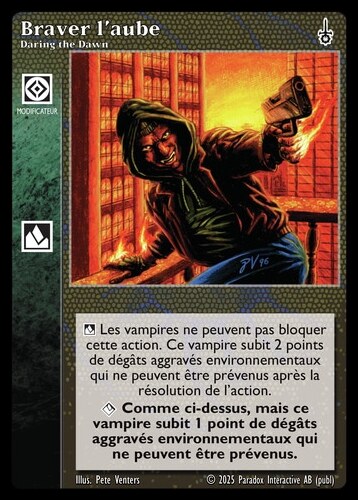 Braver l'aube
Daring the Dawn
MODIFICATEUR
PV 96
Les vampires ne peuvent pas bloquer
cette action. Ce vampire subit 2 points
de dégâts aggravés environnementaux
qui ne peuvent être prévenus après la
résolution de l'action.
Comme ci-dessus, mais ce
vampire subit 1 point de dégâts
aggravés environnementaux qui
ne peuvent être prévenus.
Illus. Pete Venters
© 2025 Paradox Interactive AB (publ)